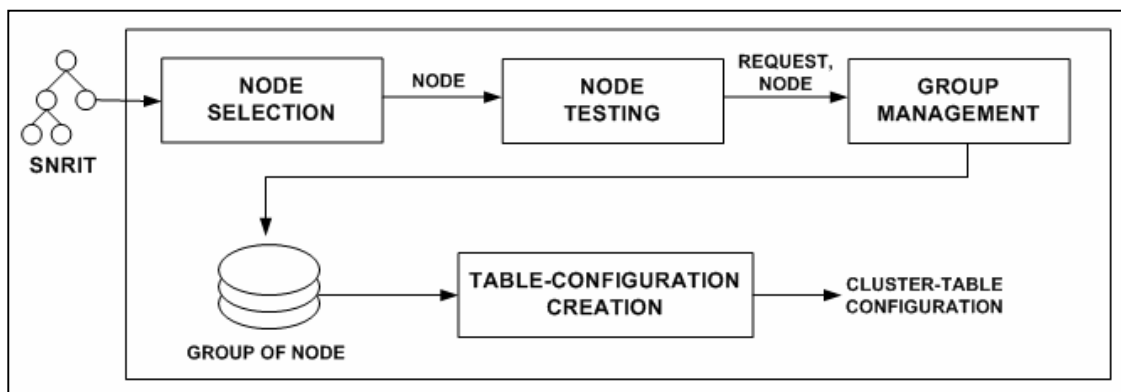 NODE
SELECTION
NODE
NODE
TESTING
REQUEST,
NODE
GROUP
MANAGEMENT
SNRIT
TABLE-CONFIGURATION
CREATION
CLUSTER-TABLE
CONFIGURATION
GROUP OF NODE